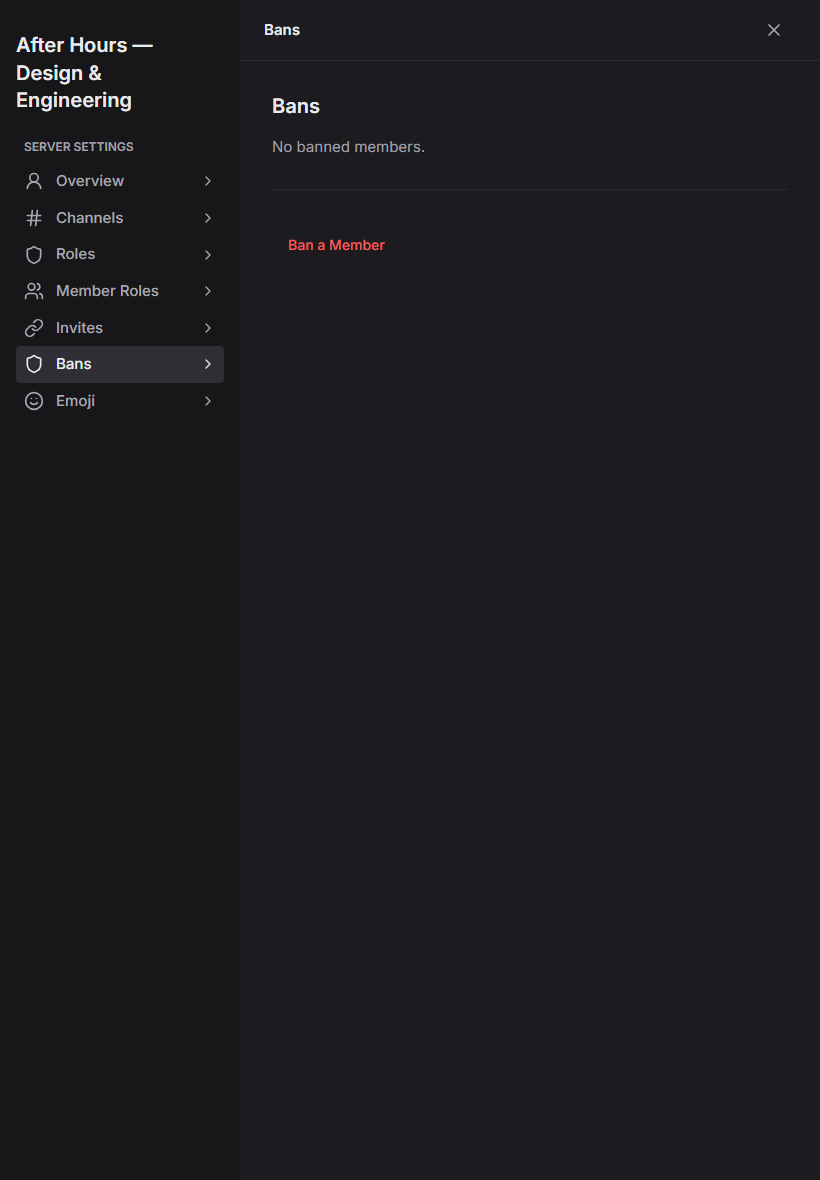 After Hours —
Design &
Engineering
SERVER SETTINGS
Overview
Channels
Roles
Member Roles
Invites
Bans
Emoji
Bans
Bans
No banned members.
Ban a Member